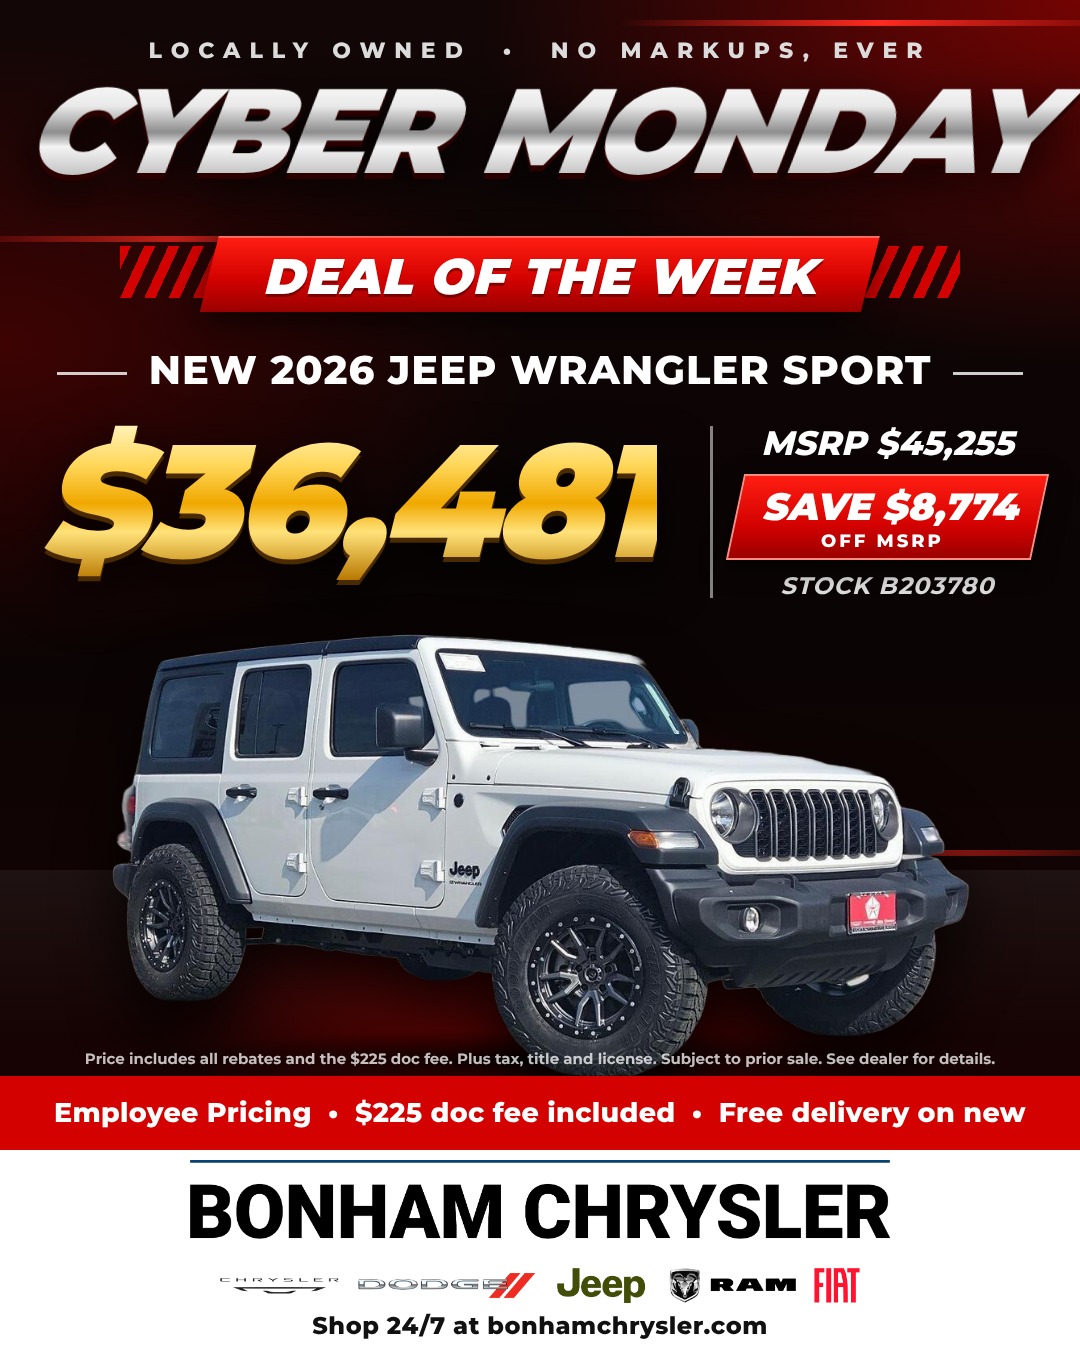 LOCALLY OWNED • NO MARKUPS, EVER
CYBER MONDAY
DEAL OF THE WEEK
NEW 2026 JEEP WRANGLER SPORT
$36,481
MSRP $45,255
SAVE $8,774
OFF MSRP
STOCK B203780
Jeep
WRANGLER
Price includes all rebates and the $225 doc fee. Plus tax, title and license. Subject to prior sale. See dealer for details.
Employee Pricing • $225 doc fee included • Free delivery on new
BONHAM CHRYSLER
CHRYSLER DODGE Jeep RAM FIAT
Shop 24/7 at bonhamchrysler.com